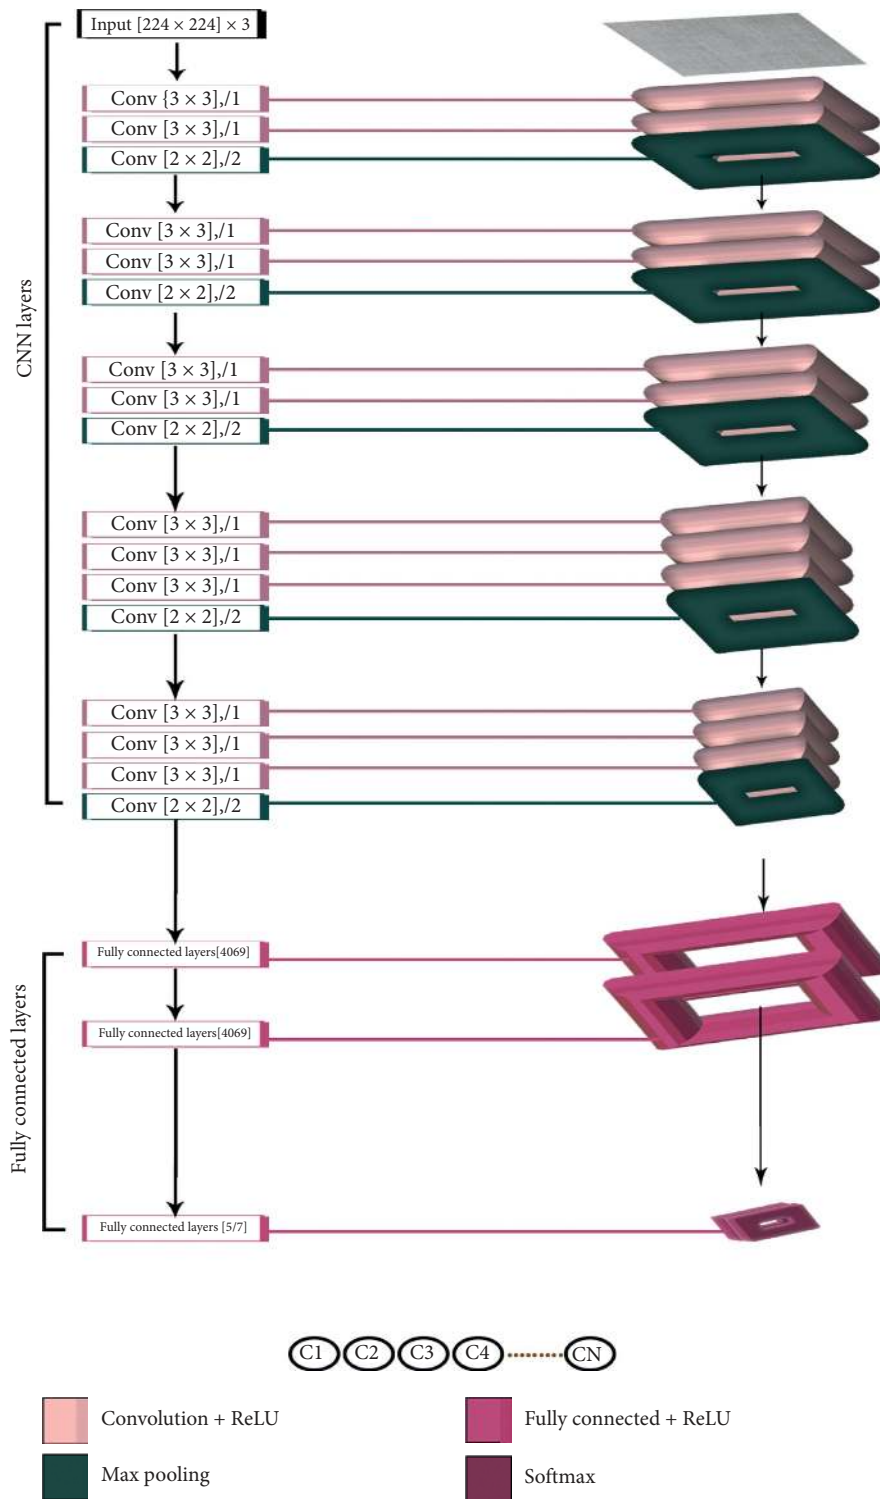 Input [224 × 224] × 3
Conv {3 × 3],/1
Conv [3 × 3],/1
Conv [2 × 2],/2
Conv [3 × 3],/1
Conv [3 × 3],/1
Conv [2 × 2],/2
Conv [3 × 3],/1
Conv [3 × 3],/1
Conv [2 × 2],/2
Conv [3 × 3],/1
Conv [3 × 3],/1
Conv [3 × 3],/1
Conv [2 × 2],/2
Conv [3 × 3],/1
Conv [3 × 3],/1
Conv [3 × 3],/1
Conv [2 × 2],/2
CNN layers
Fully connected layers[4069]
Fully connected layers[4069]
Fully connected layers [5/7]
Fully connected layers
C1 C2 C3 C4 CN
Convolution + ReLU
Fully connected + ReLU
Max pooling
Softmax